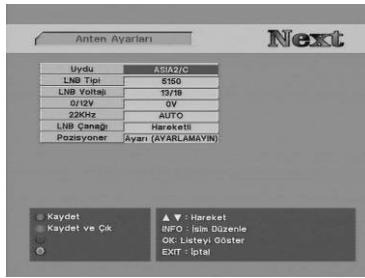 Anten Ayarları
Next
Uydu ASIA2/C
LNB Tipi 5150
LNB Voltajı 13/18
0/12V 0V
22KHz AUTO
LNB Çanağı Hareketli
Pozisyoner Ayarı (AYARLAMAYIN)
Kaydet
Kaydet ve Çık
▲ ▼ : Hareket
INFO : İsim Düzenle
OK: Listeyi Göster
EXIT : İptal